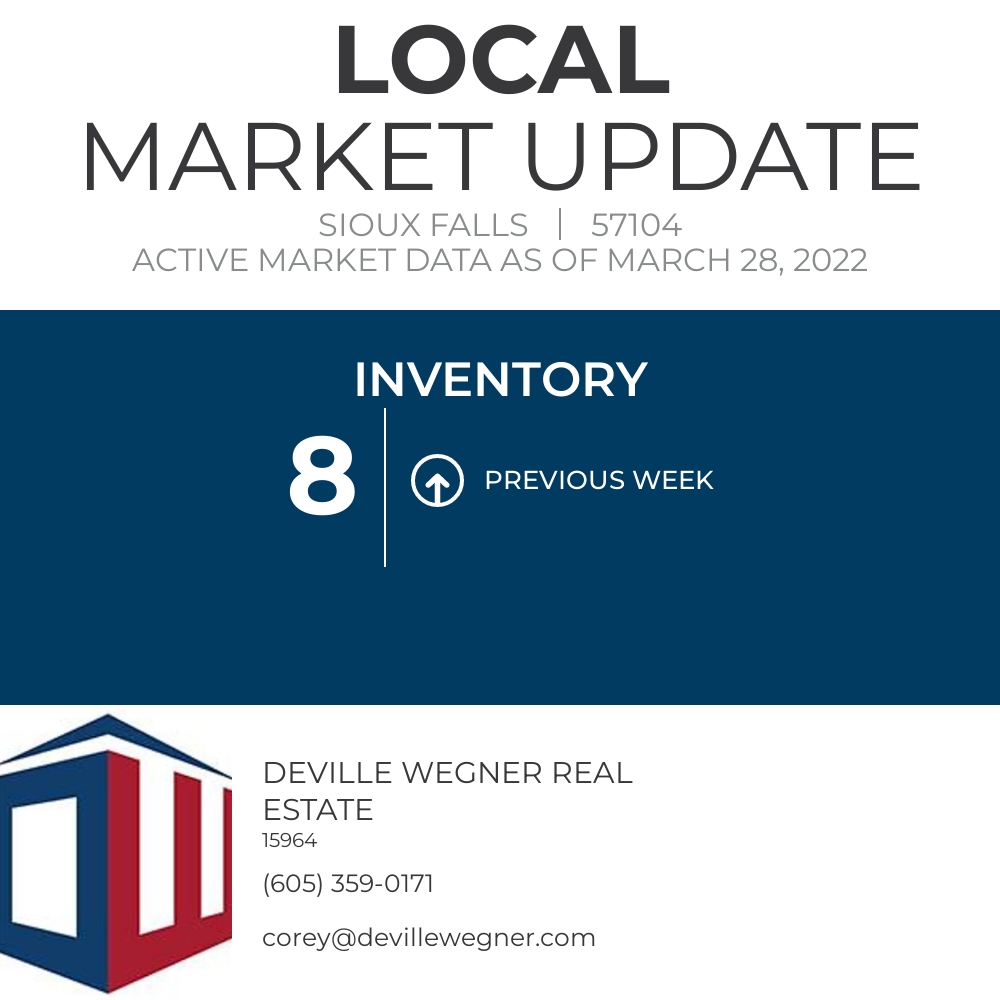 LOCAL
MARKET UPDATE
SIOUX FALLS | 57104
ACTIVE MARKET DATA AS OF MARCH 28, 2022
INVENTORY
8
PREVIOUS WEEK
DEVILLE WEGNER REAL
ESTATE
15964
(605) 359-0171
corey@devillewegner.com
DW